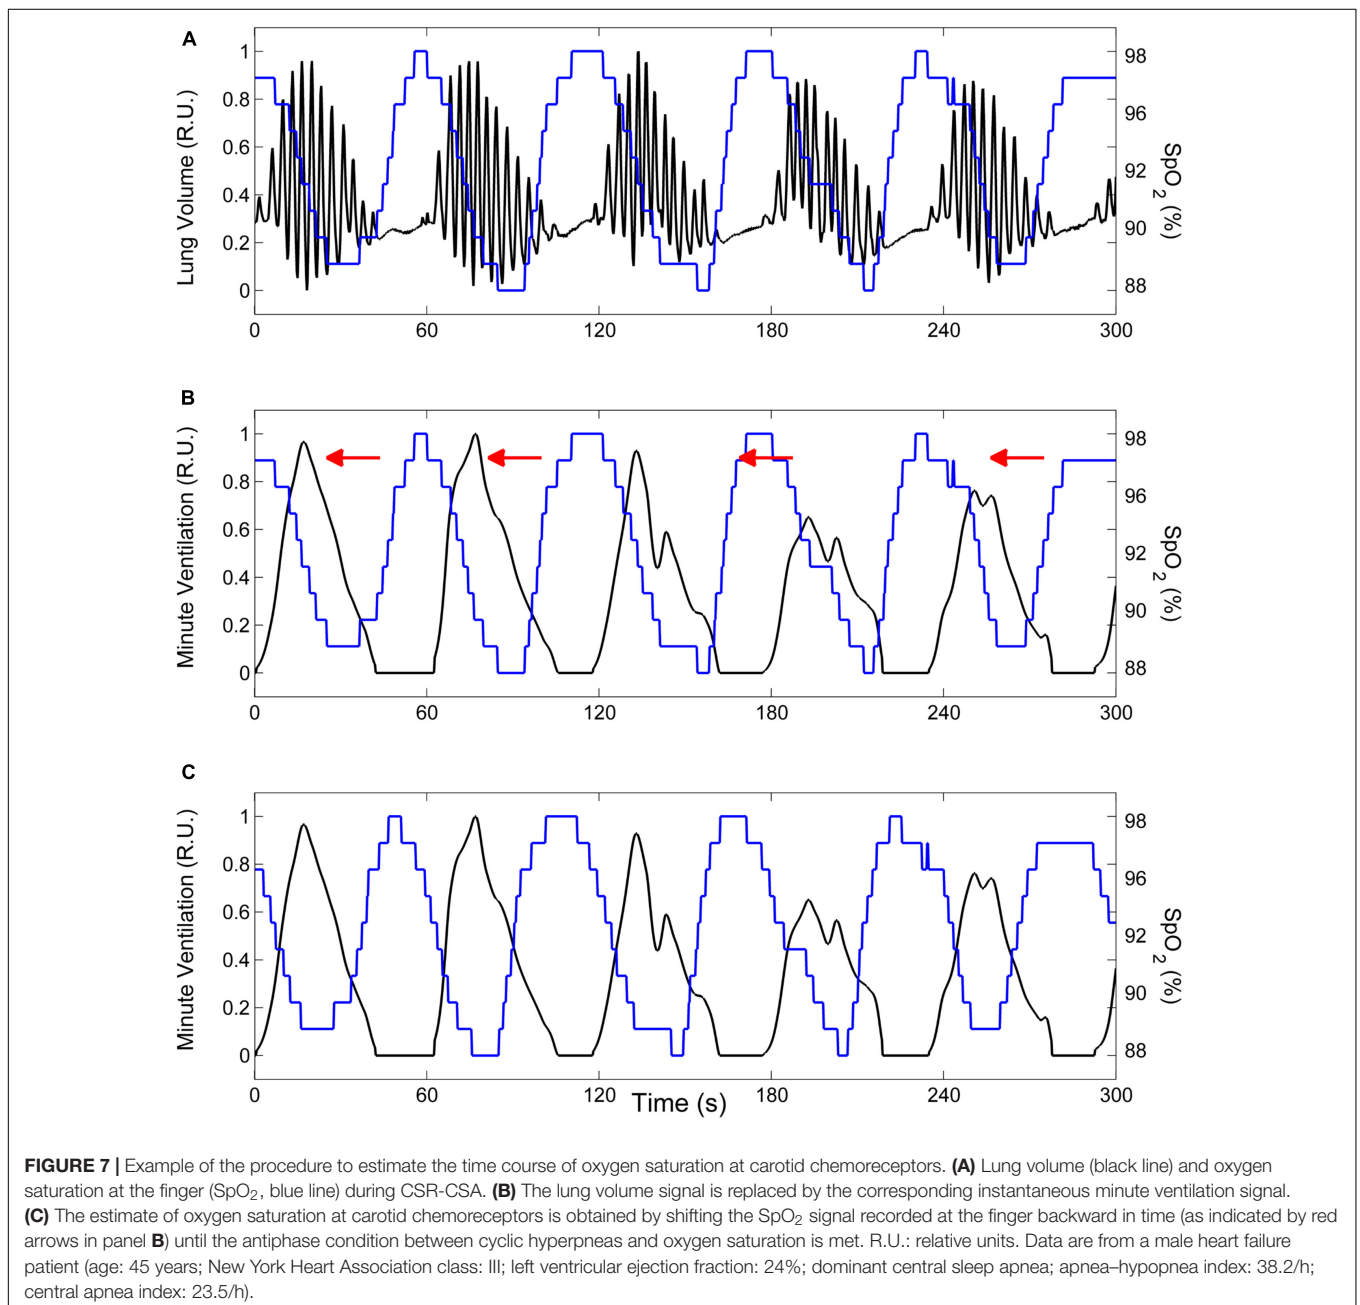 A
1
0.8
0.6
0.4
0.2
0
Lung Volume (R.U.)
98
96
92
90
88
SpO2 (%)
0 60 120 180 240 300
B
1
0.8
0.6
0.4
0.2
0
Minute Ventilation (R.U.)
98
96
92
90
88
SpO2 (%)
0 60 120 180 240 300
C
1
0.8
0.6
0.4
0.2
0
Minute Ventilation (R.U.)
98
96
92
90
88
SpO2 (%)
0 60 120 180 240 300
Time (s)
FIGURE 7 | Example of the procedure to estimate the time course of oxygen saturation at carotid chemoreceptors. (A) Lung volume (black line) and oxygen
saturation at the finger (SpO2, blue line) during CSR-CSA. (B) The lung volume signal is replaced by the corresponding instantaneous minute ventilation signal.
(C) The estimate of oxygen saturation at carotid chemoreceptors is obtained by shifting the SpO2 signal recorded at the finger backward in time (as indicated by red
arrows in panel B) until the antiphase condition between cyclic hyperpneas and oxygen saturation is met. R.U.: relative units. Data are from a male heart failure
patient (age: 45 years; New York Heart Association class: III; left ventricular ejection fraction: 24%; dominant central sleep apnea; apnea–hypopnea index: 38.2/h;
central apnea index: 23.5/h).